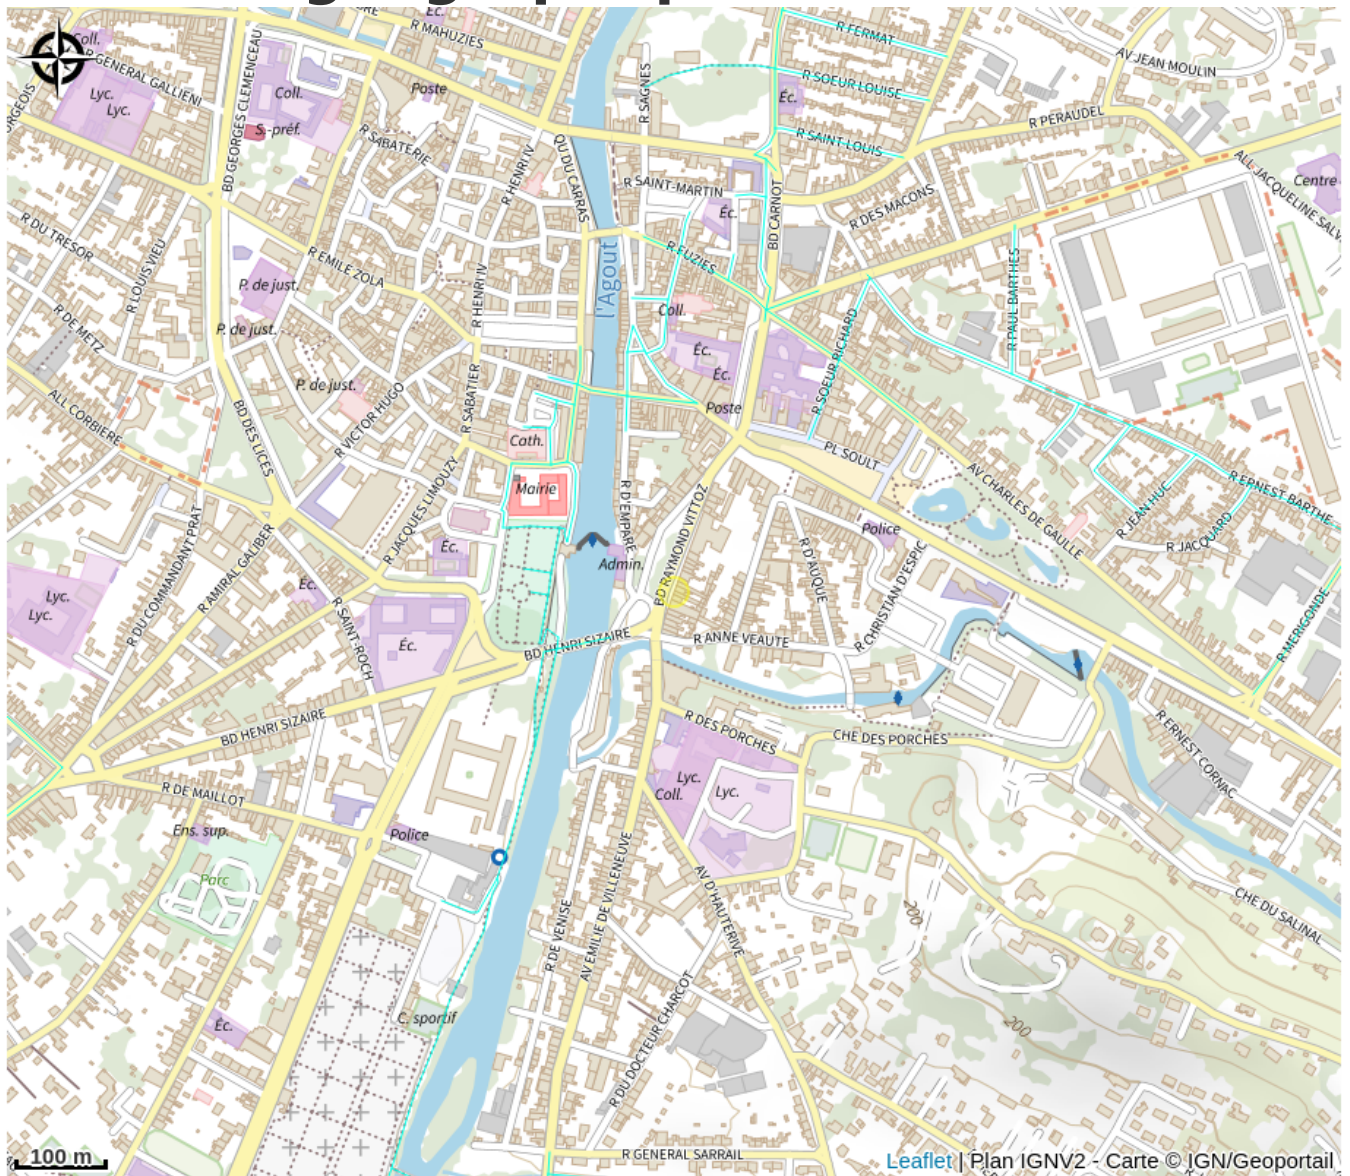 R MAHUZIES
Éc.
Coll.
R GENERAL GALLIENI
BD GEORGES CLEMENCEAU
Lyc.
Lyc.
Coll.
S.-préf.
Poste
R SABATERIE
R HENRI IV
QU DU CARRAS
R SAGNES
R FERMAT
R SOEUR LOUISE
Éc.
R SAINT-LOUIS
AV JEAN MOULIN
R PERAUDEL
Centre
R SAINT-MARTIN
Éc.
BD CARNOT
R DES MACONS
R DU TRESOR
R LOUIS VIEU
R EMILE ZOLA
R HENRI IV
l'Agout
R FUZIES
R PAUL BARTHES
P. de just.
P. de just.
P. de just.
R DE METZ
ALL CORBIERE
BD DES LICES
R VICTOR HUGO
R SABATIER
Coll.
Éc.
Éc.
Poste
R SOEUR RICHARD
PL SOULT
Cath.
Mairie
R JACQUES LIMOUZY
R D'EMPARE
BD RAYMOND VITTOZ
AV CHARLES DE GAULLE
R JEAN HUC
R JACQUARD
R ERNEST BARTHE
Police
R D'AUQUE
R CHRISTIAN D'ESPIC
Admin.
Éc.
Éc.
Éc.
R DU COMMANDANT PRAT
R AMIRAL GALIBER
R SAINT-ROCH
Lyc.
Lyc.
BD HENRI SIZAIRE
R ANNE VEAUTE
R MERIGONDE
BD HENRI SIZAIRE
R DES PORCHES
CHE DES PORCHES
R ERNEST CORNAC
Lyc.
Coll.
Lyc.
R DE MAILLOT
Ens. sup.
Police
Parc
AV EMILIE DE VILLENEUVE
R DE VENISE
AV D'HAUTERIVE
CHE DU SALINAL
200
200
Éc.
C. sportif
R DU DOCTEUR CHARCOT
R GENERAL SARRAIL
100 m
Leaflet | Plan IGNV2 - Carte © IGN/Geoportail